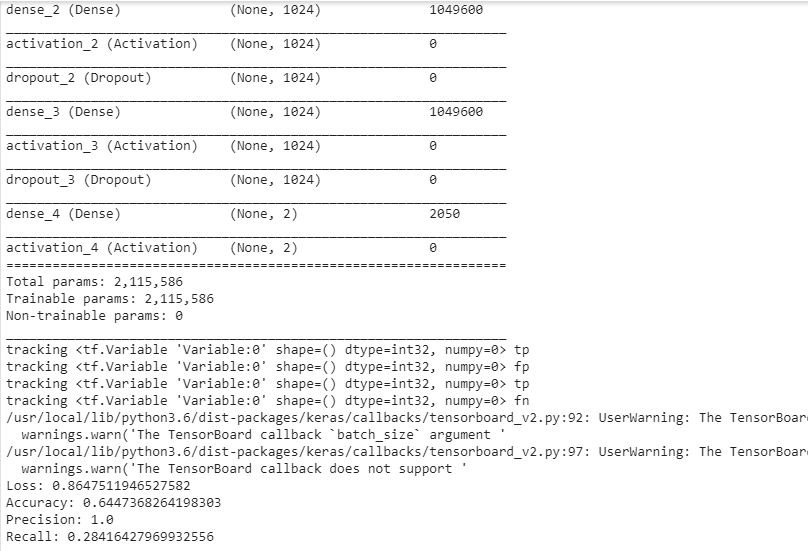 dense_2 (Dense) (None, 1024) 1049600
_________________________________________________________________
activation_2 (Activation) (None, 1024) 0
_________________________________________________________________
dropout_2 (Dropout) (None, 1024) 0
_________________________________________________________________
dense_3 (Dense) (None, 1024) 1049600
_________________________________________________________________
activation_3 (Activation) (None, 1024) 0
_________________________________________________________________
dropout_3 (Dropout) (None, 1024) 0
_________________________________________________________________
dense_4 (Dense) (None, 2) 2050
_________________________________________________________________
activation_4 (Activation) (None, 2) 0
=================================================================
Total params: 2,115,586
Trainable params: 2,115,586
Non-trainable params: 0
_________________________________________________________________
tracking <tf.Variable 'Variable:0' shape=() dtype=int32, numpy=0> tp
tracking <tf.Variable 'Variable:0' shape=() dtype=int32, numpy=0> fp
tracking <tf.Variable 'Variable:0' shape=() dtype=int32, numpy=0> tp
tracking <tf.Variable 'Variable:0' shape=() dtype=int32, numpy=0> fn
/usr/local/lib/python3.6/dist-packages/keras/callbacks/tensorboard_v2.py:92: UserWarning: The TensorBoar
warnings.warn('The TensorBoard callback `batch_size` argument '
/usr/local/lib/python3.6/dist-packages/keras/callbacks/tensorboard_v2.py:97: UserWarning: The TensorBoar
warnings.warn('The TensorBoard callback does not support '
Loss: 0.8647511946527582
Accuracy: 0.6447368264198303
Precision: 1.0
Recall: 0.28416427969932556